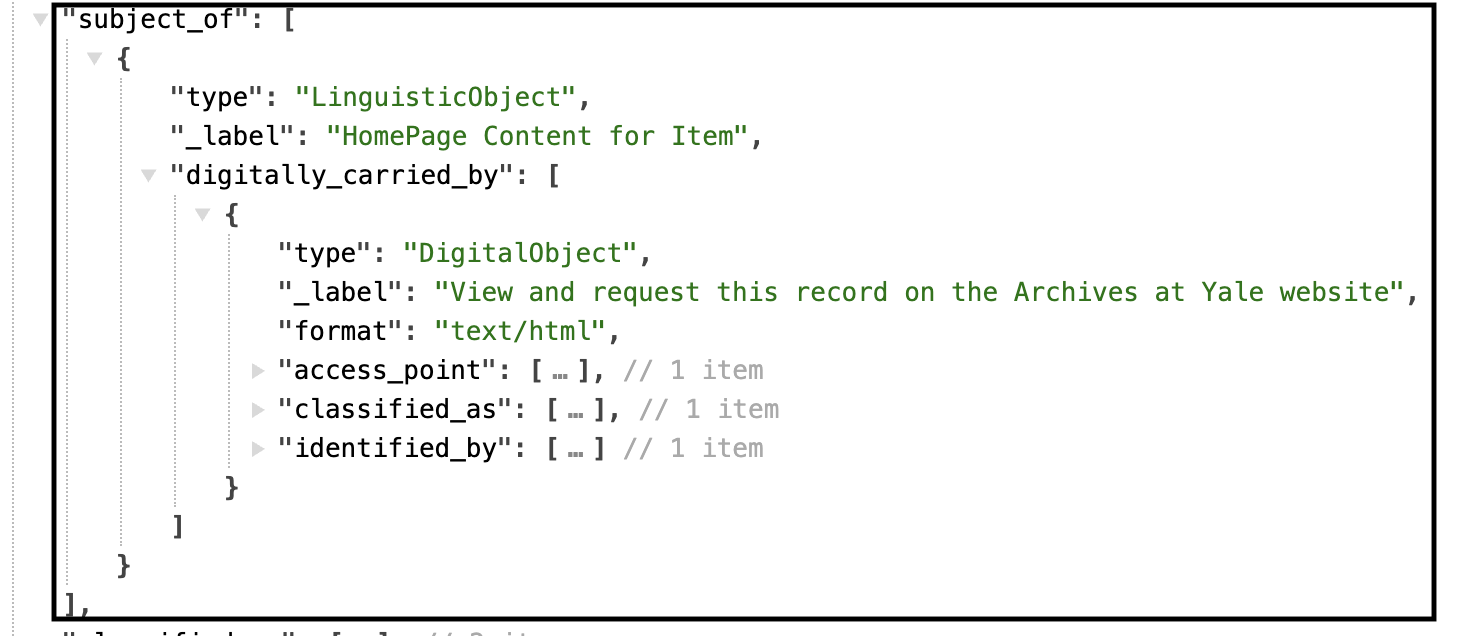 "subject_of": [
{
"type": "LinguisticObject",
"_label": "HomePage Content for Item",
"digitally_carried_by": [
{
"type": "DigitalObject",
"_label": "View and request this record on the Archives at Yale website",
"format": "text/html",
"access_point": [ … ], // 1 item
"classified_as": [ … ], // 1 item
"identified_by": [ … ] // 1 item
}
]
}
],